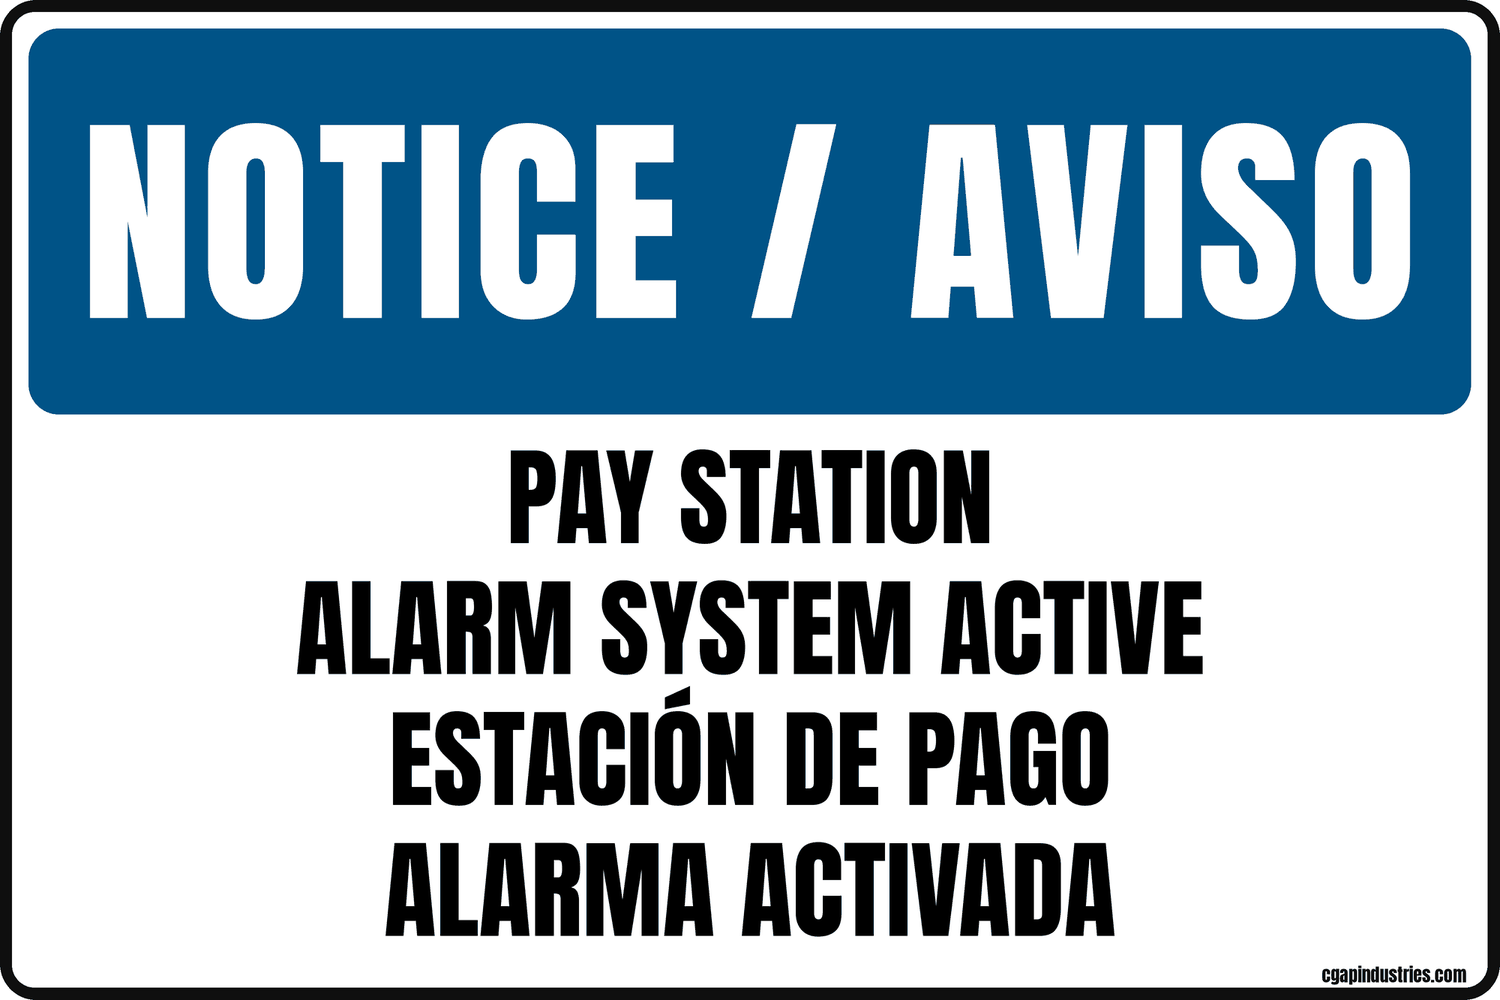 NOTICE / AVISO
PAY STATION
ALARM SYSTEM ACTIVE
ESTACIÓN DE PAGO
ALARMA ACTIVADA
cgapindustries.com